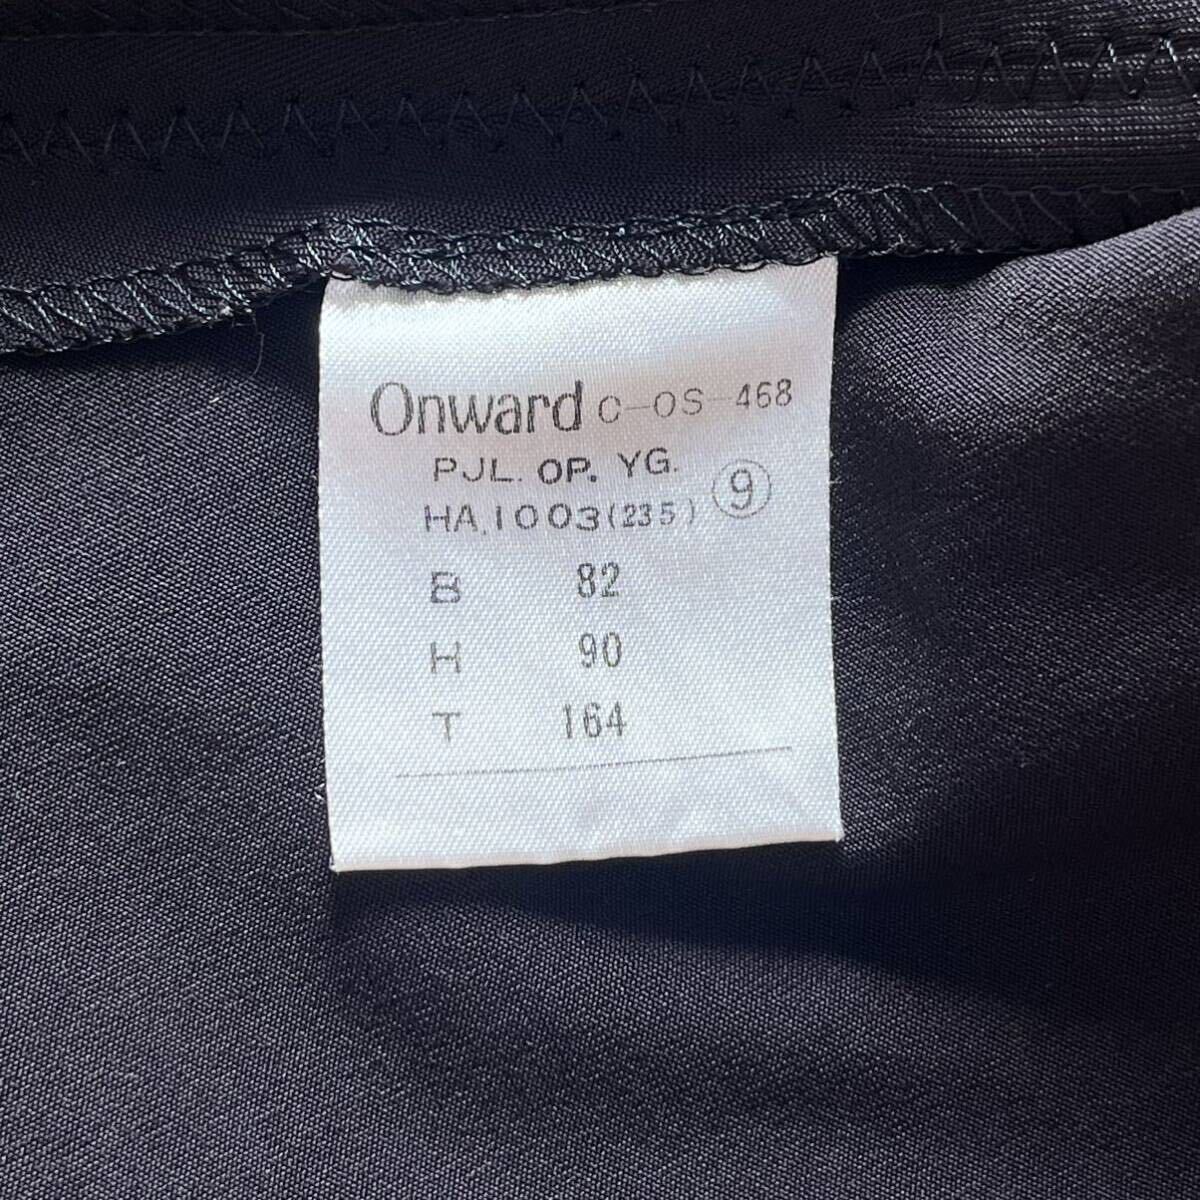 Onward C-OS-468
PJL. OP. YG.
HA.1003(235) ⑨
B 82
H 90
T 164